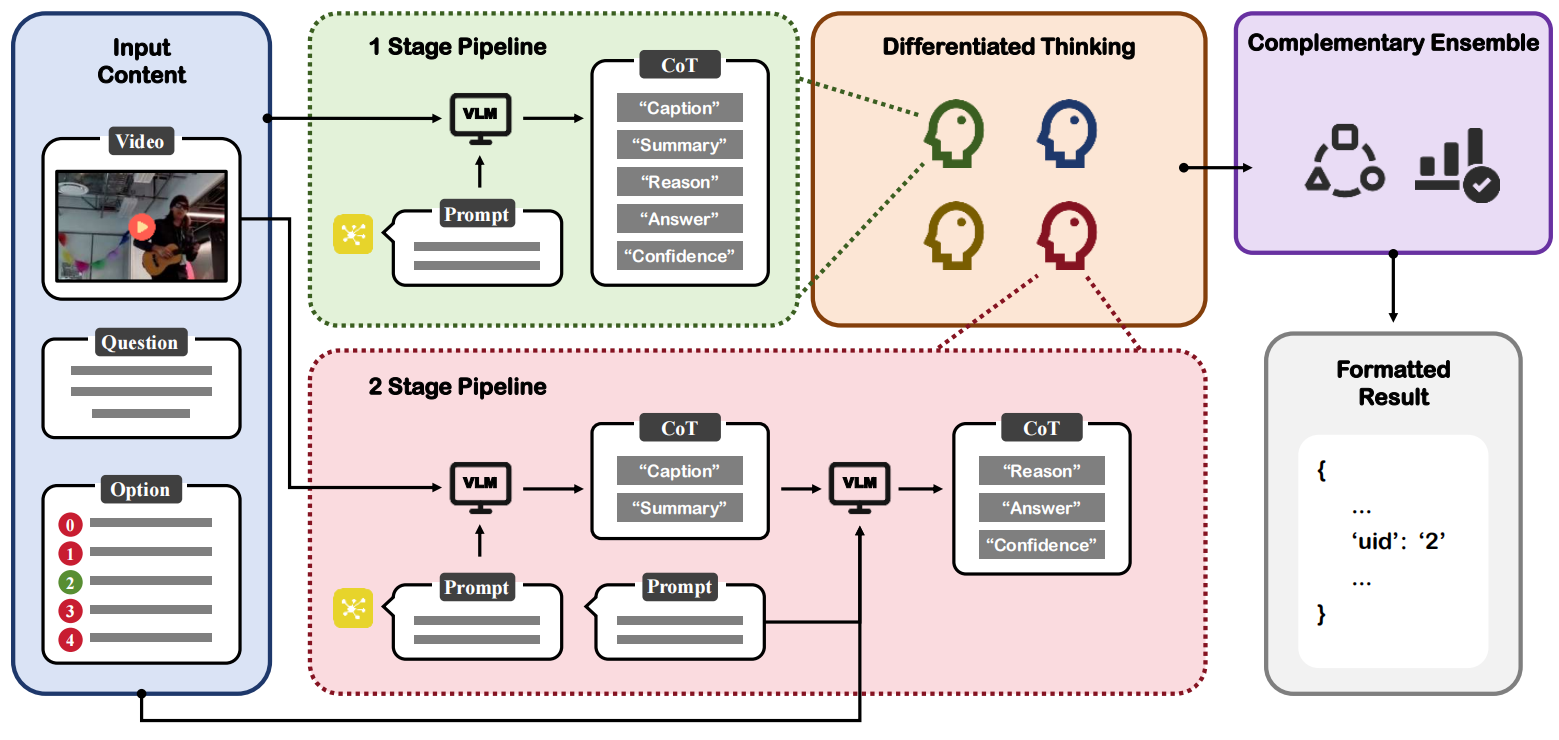 Input
Content
Video
Question
Option
0
1
2
3
4
1 Stage Pipeline
VLM
Prompt
CoT
“Caption”
“Summary”
“Reason”
“Answer”
“Confidence”
2 Stage Pipeline
VLM
Prompt
CoT
“Caption”
“Summary”
Prompt
VLM
CoT
“Reason”
“Answer”
“Confidence”
Differentiated Thinking
Complementary Ensemble
Formatted
Result
{
...
‘uid’: ‘2’
...
}